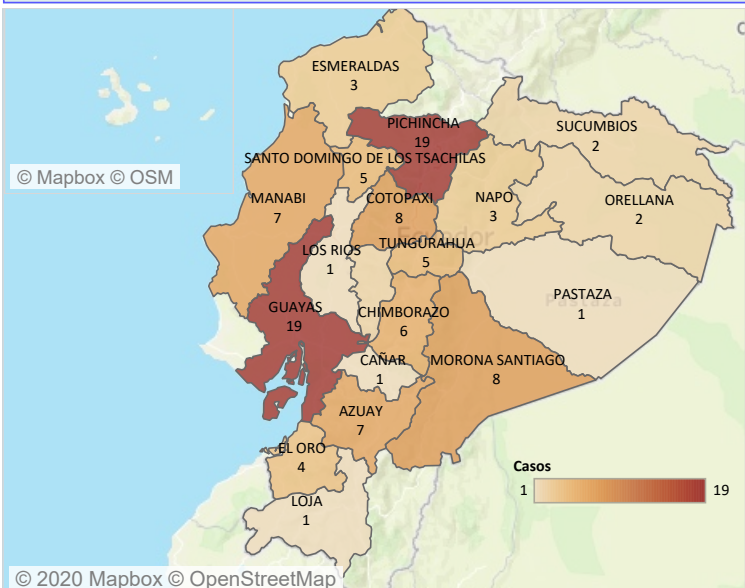 ESMERALDAS
3
PICHINCHA
19
SUCUMBIOS
2
SANTO DOMINGO DE LOS TSACHILAS
5
© Mapbox © OSM
MANABI
7
COTOPAXI
8
NAPO
3
ORELLANA
2
Ecuador
TUNGURAHUA
5
LOS RIOS
1
PASTAZA
Pastaza
1
GUAYAS
19
CHIMBORAZO
6
CAÑAR
1
MORONA SANTIAGO
8
AZUAY
7
EL ORO
4
LOJA
1
Casos
1 19
© 2020 Mapbox © OpenStreetMap